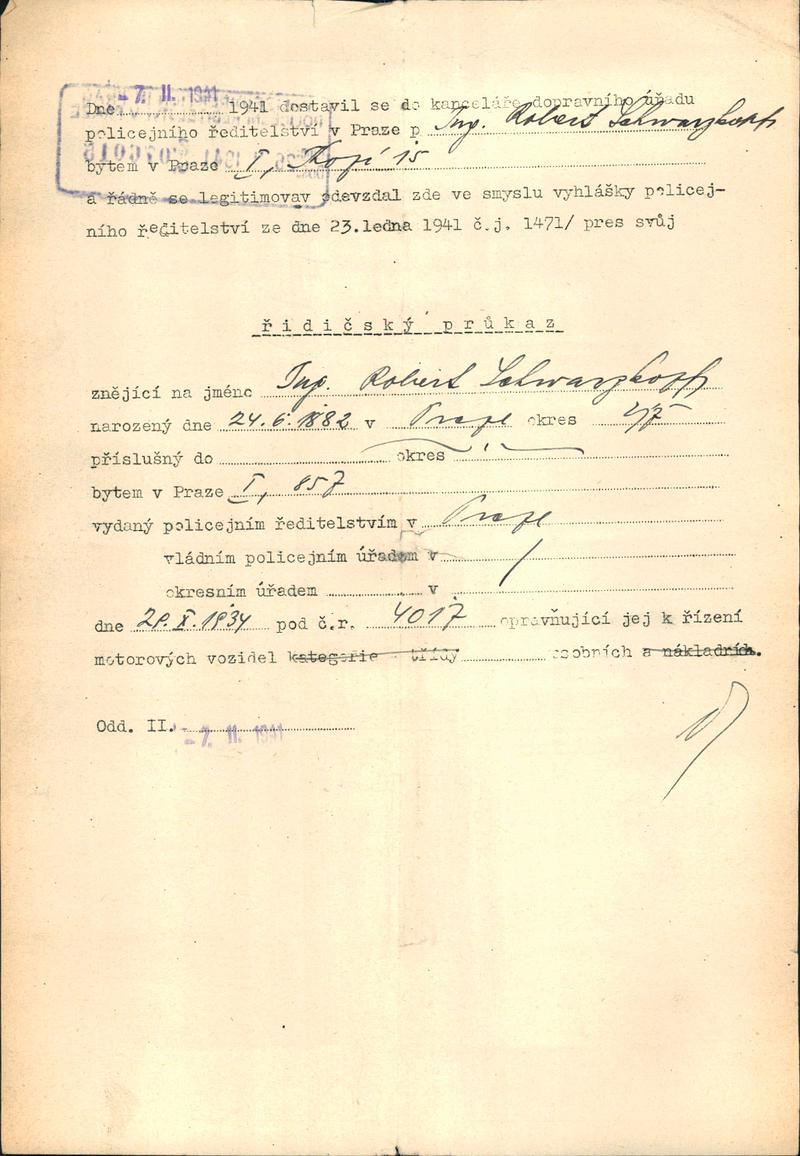 Dne - 7. II. 1941 1941 dostavil se do kanceláře dopravního úřadu
policejního ředitelství v Praze p Ing. Robert Schwarzkopf
bytem v Praze I, 15
a řádně se legitimovav odevzdal zde ve smyslu vyhlášky policej-
ního ředitelství ze dne 23.ledna 1941 č.j. 1471/ pres svůj
řidičský průkaz
znějící na jméno Ing. Robert Schwarzkopf
narozený dne 24.6.1882 v Praze okres
příslušný do okres
bytem v Praze I, 857
vydaný policejním ředitelstvím v Praze
vládním policejním úřadem v
okresním úřadem v
dne X.1934 pod č.r. 4017 opravňující jej k řízení
motorových vozidel kategorie třídy osobních a nákladních.
Odd. II. - 7. II. 1941